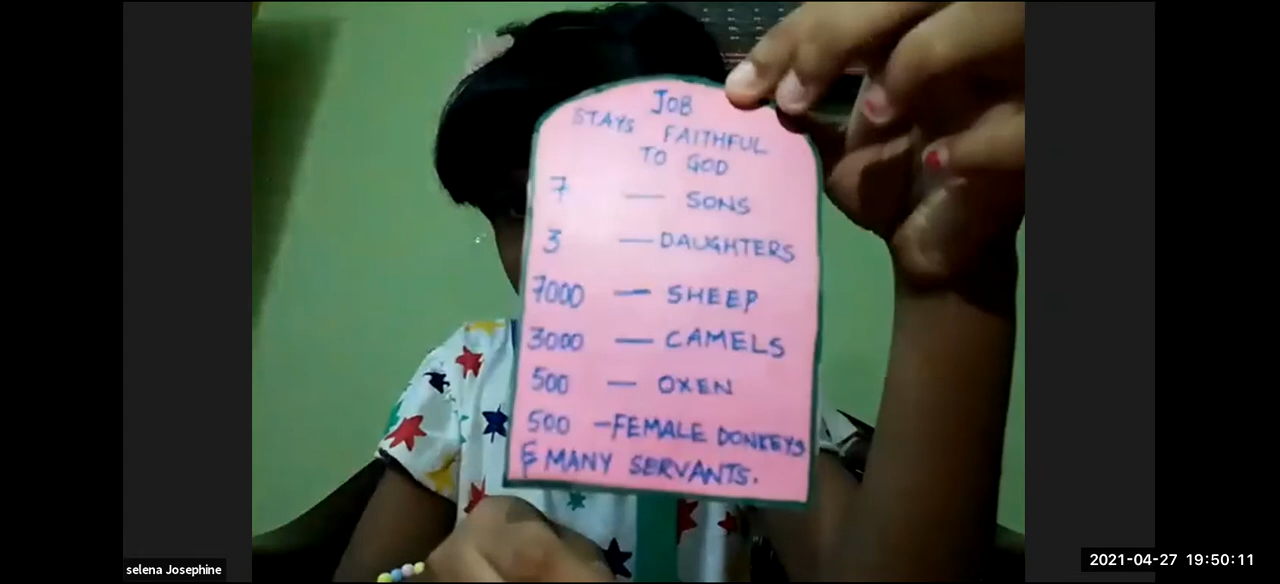 JOB
STAYS FAITHFUL
TO GOD
7 — SONS
3 — DAUGHTERS
7000 — SHEEP
3000 — CAMELS
500 — OXEN
500 – FEMALE DONKEYS
& MANY SERVANTS.
selena Josephine
2021-04-27 19:50:11